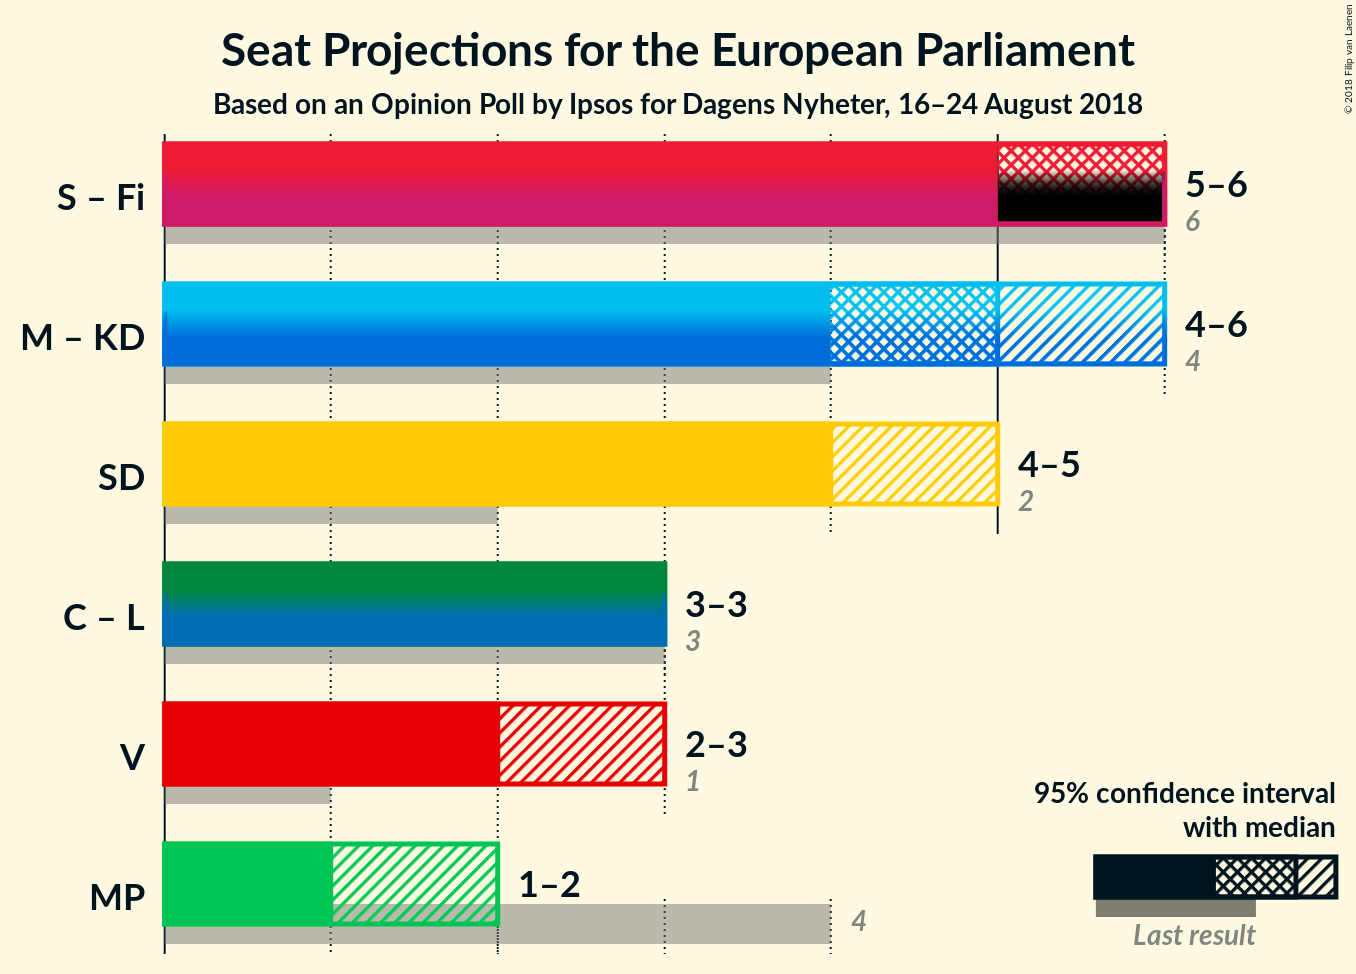 Seat Projections for the European Parliament
Based on an Opinion Poll by Ipsos for Dagens Nyheter, 16–24 August 2018
© 2018 Filip van Laenen
S – Fi
5–6
6
M – KD
4–6
4
SD
4–5
2
C – L
3–3
3
V
2–3
1
MP
1–2
4
95% confidence interval
with median
Last result